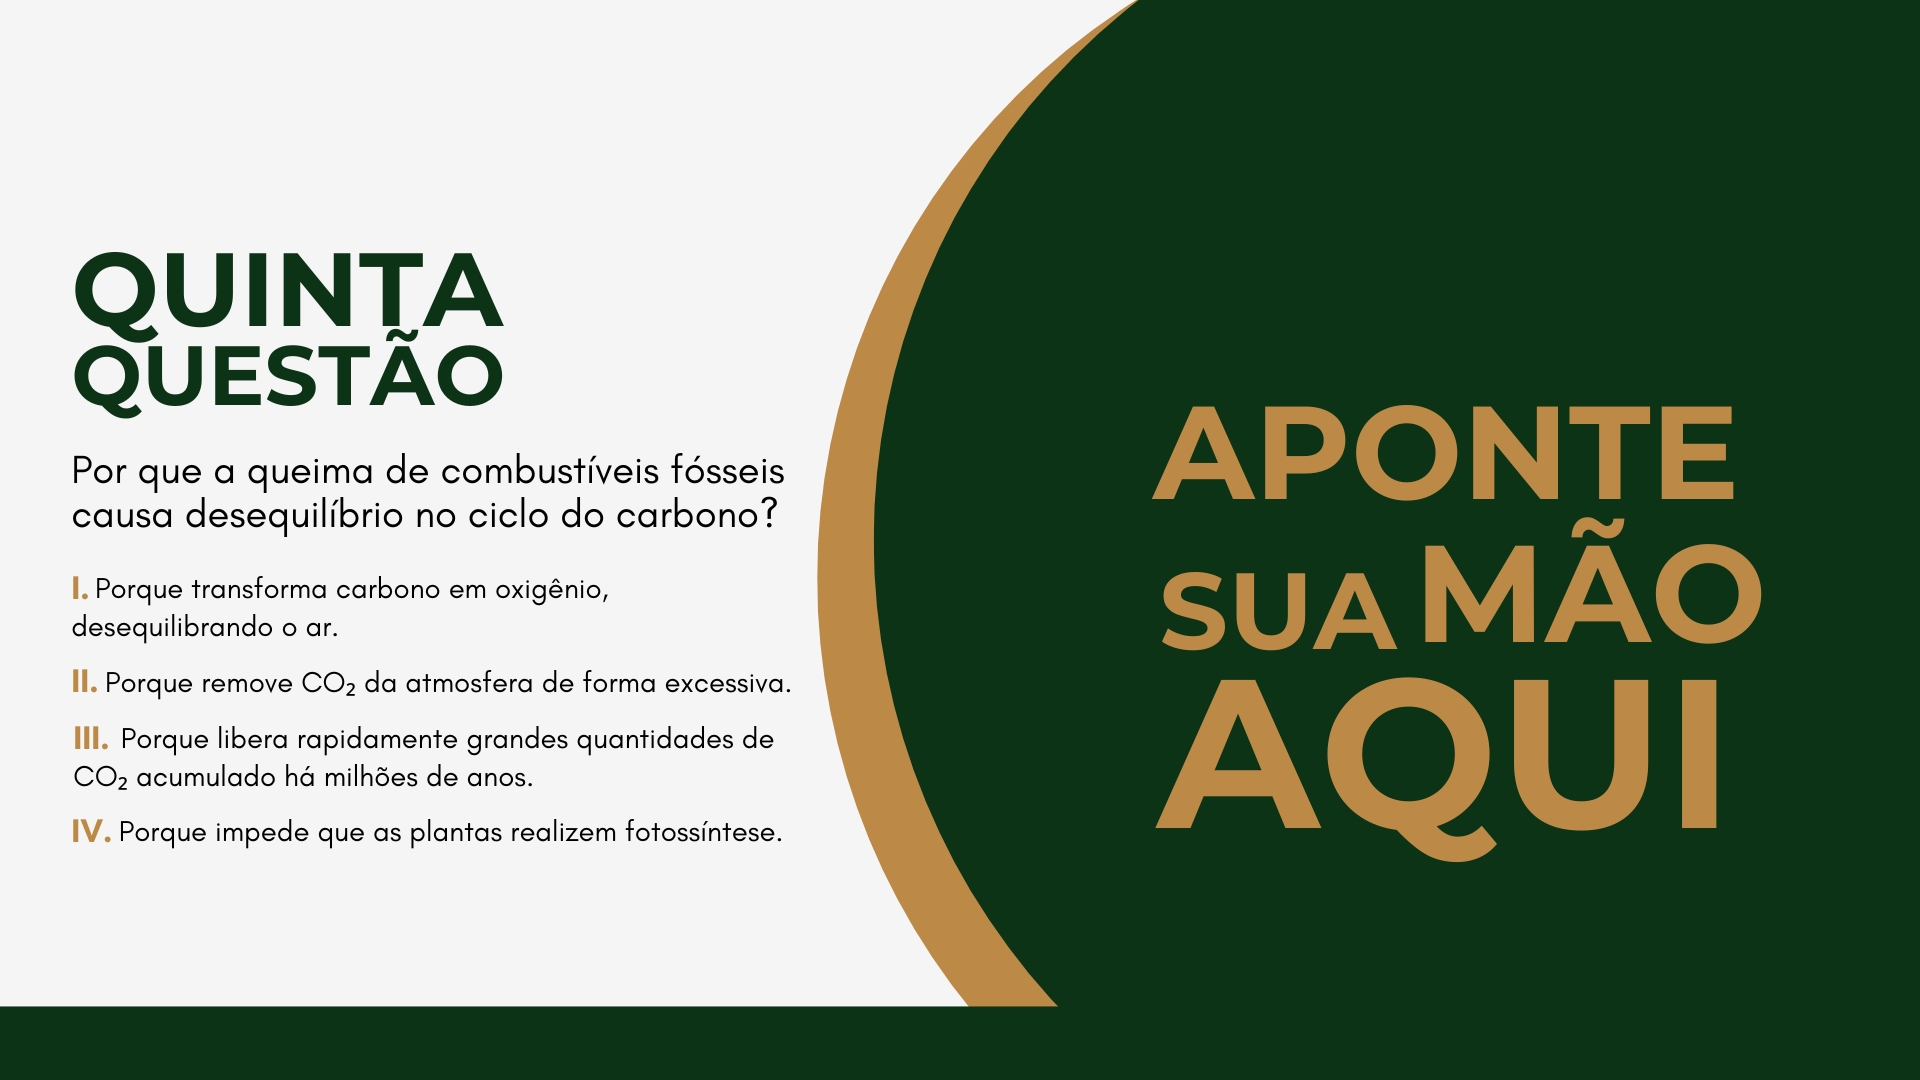 QUINTA
QUESTÃO
Por que a queima de combustíveis fósseis
causa desequilíbrio no ciclo do carbono?
I. Porque transforma carbono em oxigênio,
desequilibrando o ar.
II. Porque remove CO₂ da atmosfera de forma excessiva.
III. Porque libera rapidamente grandes quantidades de
CO₂ acumulado há milhões de anos.
IV. Porque impede que as plantas realizem fotossíntese.
APONTE
SUA MÃO
AQUI